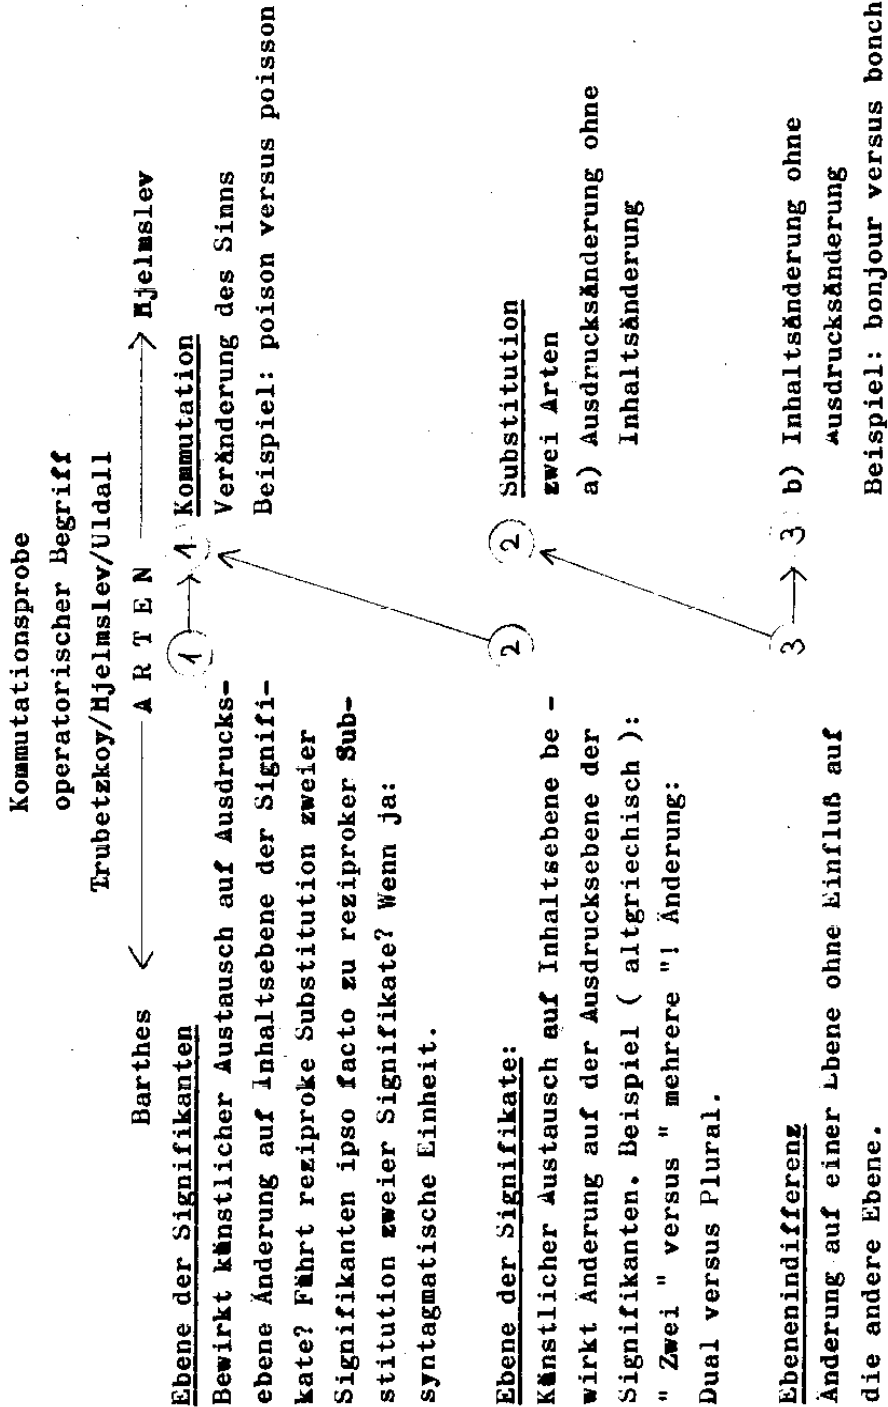 Kommutationsprobe
operatorischer Begriff
Trubetzkoy/Hjelmslev/Uldall
Barthes ← A R T E N → Hjelmslev
Ebene der Signifikanten
Bewirkt künstlicher Austausch auf Ausdrucks-
ebene Änderung auf Inhaltsebene der Signifi-
kate? Führt reziproke Substitution zweier
Signifikanten ipso facto zu reziproker Sub-
stitution zweier Signifikate? Wenn ja:
syntagmatische Einheit.
1 → 1
Kommutation
Veränderung des Sinns
Beispiel: poison versus poisson
Ebene der Signifikate:
Künstlicher Austausch auf Inhaltsebene be -
wirkt Änderung auf der Ausdrucksebene der
Signifikanten. Beispiel ( altgriechisch ):
" Zwei " versus " mehrere "! Änderung:
Dual versus Plural.
2 2
Substitution
zwei Arten
a) Ausdrucksänderung ohne
Inhaltsänderung
Ebenenindifferenz
Änderung auf einer Ebene ohne Einfluß auf
die andere Ebene.
3 → 3
b) Inhaltsänderung ohne
Ausdrucksänderung
Beispiel: bonjour versus bonch